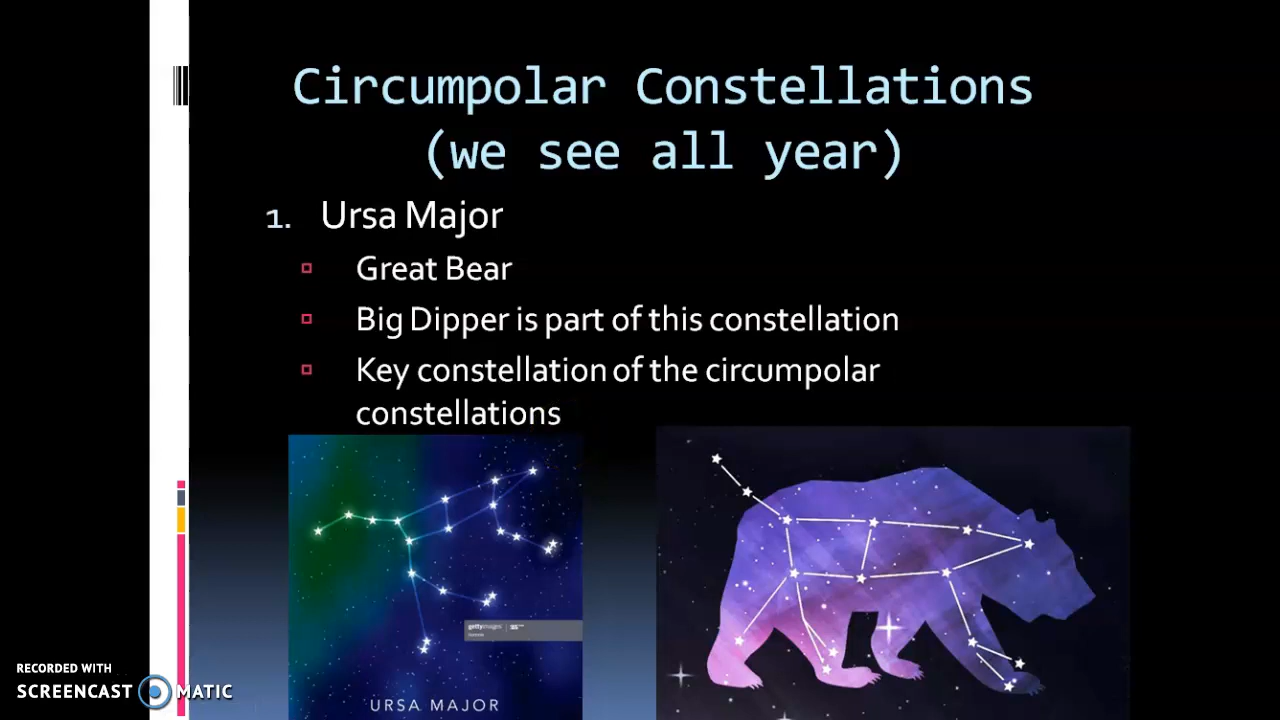 Circumpolar Constellations
(we see all year)
1. Ursa Major
Great Bear
Big Dipper is part of this constellation
Key constellation of the circumpolar
constellations
gettyimages
URSA MAJOR
RECORDED WITH
SCREENCAST MATIC